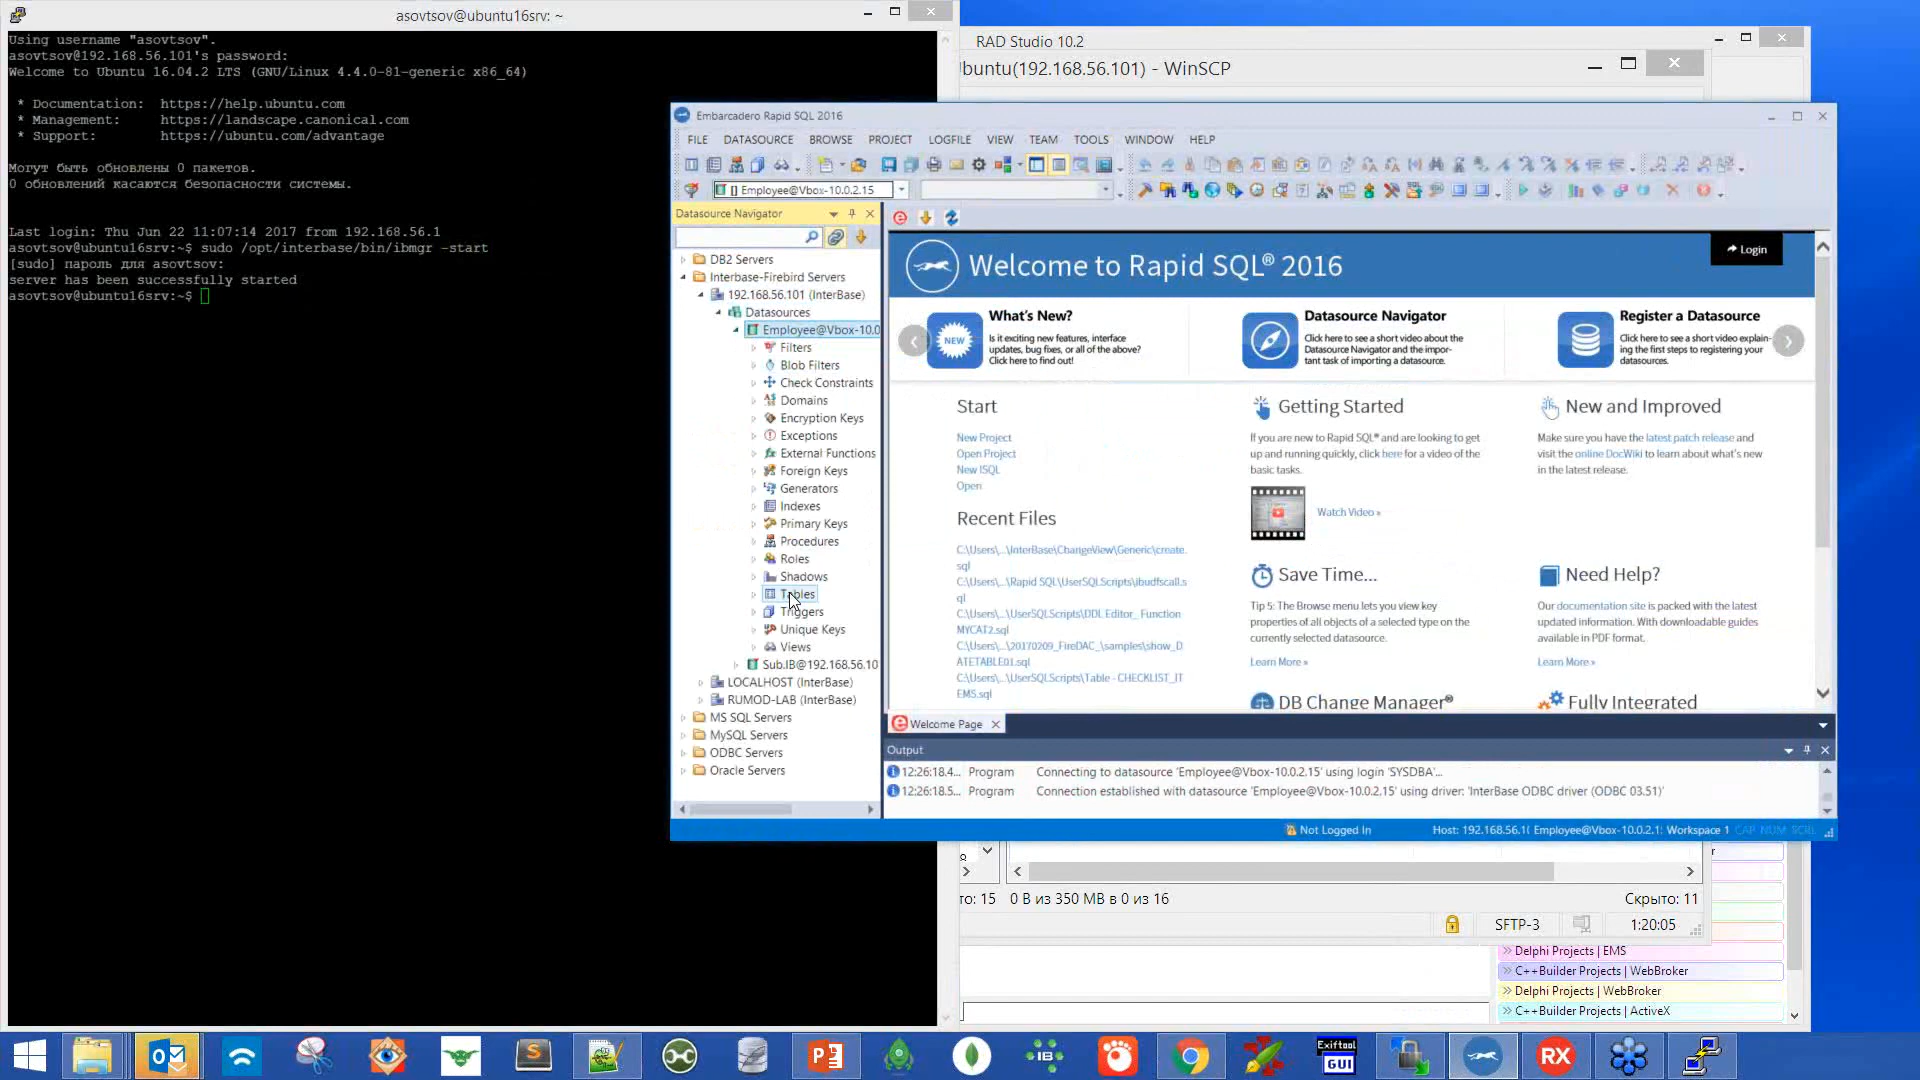 asovtsov@ubuntu16srv: ~
Using username "asovtsov".
asovtsov@192.168.56.101's password:
Welcome to Ubuntu 16.04.2 LTS (GNU/Linux 4.4.0-81-generic x86_64)
* Documentation: https://help.ubuntu.com
* Management: https://landscape.canonical.com
* Support: https://ubuntu.com/advantage
Могут быть обновлены 0 пакетов.
0 обновлений касаются безопасности системы.
Last login: Thu Jun 22 11:07:14 2017 from 192.168.56.1
asovtsov@ubuntu16srv:~$ sudo /opt/interbase/bin/ibmgr -start
[sudo] пароль для asovtsov:
server has been successfully started
asovtsov@ubuntu16srv:~$
RAD Studio 10.2
buntu(192.168.56.101) - WinSCP
Embarcadero Rapid SQL 2016
FILE DATASOURCE BROWSE PROJECT LOGFILE VIEW TEAM TOOLS WINDOW HELP
[] Employee@Vbox-10.0.2.15
Datasource Navigator
DB2 Servers
Interbase-Firebird Servers
192.168.56.101 (InterBase)
Datasources
Employee@Vbox-10.0
Filters
Blob Filters
Check Constraints
Domains
Encryption Keys
Exceptions
External Functions
Foreign Keys
Generators
Indexes
Primary Keys
Procedures
Roles
Shadows
Tables
Triggers
Unique Keys
Views
Sub.IB@192.168.56.10
LOCALHOST (InterBase)
RUMOD-LAB (InterBase)
MS SQL Servers
MySQL Servers
ODBC Servers
Oracle Servers
Welcome to Rapid SQL® 2016
Login
NEW
What's New?
Is it exciting new features, interface
updates, bug fixes, or all of the above?
Click here to find out!
Datasource Navigator
Click here to see a short video about the
Datasource Navigator and the impor-
tant task of importing a datasource.
Register a Datasource
Click here to see a short video explain-
ing the first steps to registering your
datasources.
Start
New Project
Open Project
New ISQL
Open
Recent Files
C:\Users\...\InterBase\ChangeView\Generic\create.
sql
C:\Users\...\Rapid SQL\UserSQLScripts\ibudfscall.s
ql
C:\Users\...\UserSQLScripts\DDL Editor_ Function
MYCAT2.sql
C:\Users\...\20170209_FireDAC_\samples\show_D
ATETABLE01.sql
C:\Users\...\UserSQLScripts\Table - CHECKLIST_IT
EMS.sql
Getting Started
If you are new to Rapid SQL® and are looking to get
up and running quickly, click here for a video of the
basic tasks.
Watch Video »
Save Time...
Tip 5: The Browse menu lets you view key
properties of all objects of a selected type on the
currently selected datasource.
Learn More »
DB Change Manager®
New and Improved
Make sure you have the latest patch release and
visit the online DocWiki to learn about what's new
in the latest release.
Need Help?
Our documentation site is packed with the latest
updated information. With downloadable guides
available in PDF format.
Learn More »
Fully Integrated
Welcome Page
Output
12:26:18.4... Program Connecting to datasource 'Employee@Vbox-10.0.2.15' using login 'SYSDBA'...
12:26:18.5... Program Connection established with datasource 'Employee@Vbox-10.0.2.15' using driver: 'InterBase ODBC driver (ODBC 03.51)'
Not Logged In Host: 192.168.56.1( Employee@Vbox-10.0.2.1: Workspace 1 CAP NUM SCRL
то: 15 0 B из 350 MB в 0 из 16 Скрыто: 11
SFTP-3 1:20:05
Delphi Projects | EMS
C++Builder Projects | WebBroker
Delphi Projects | WebBroker
C++Builder Projects | ActiveX
IB
Exiftool
GUI
RX